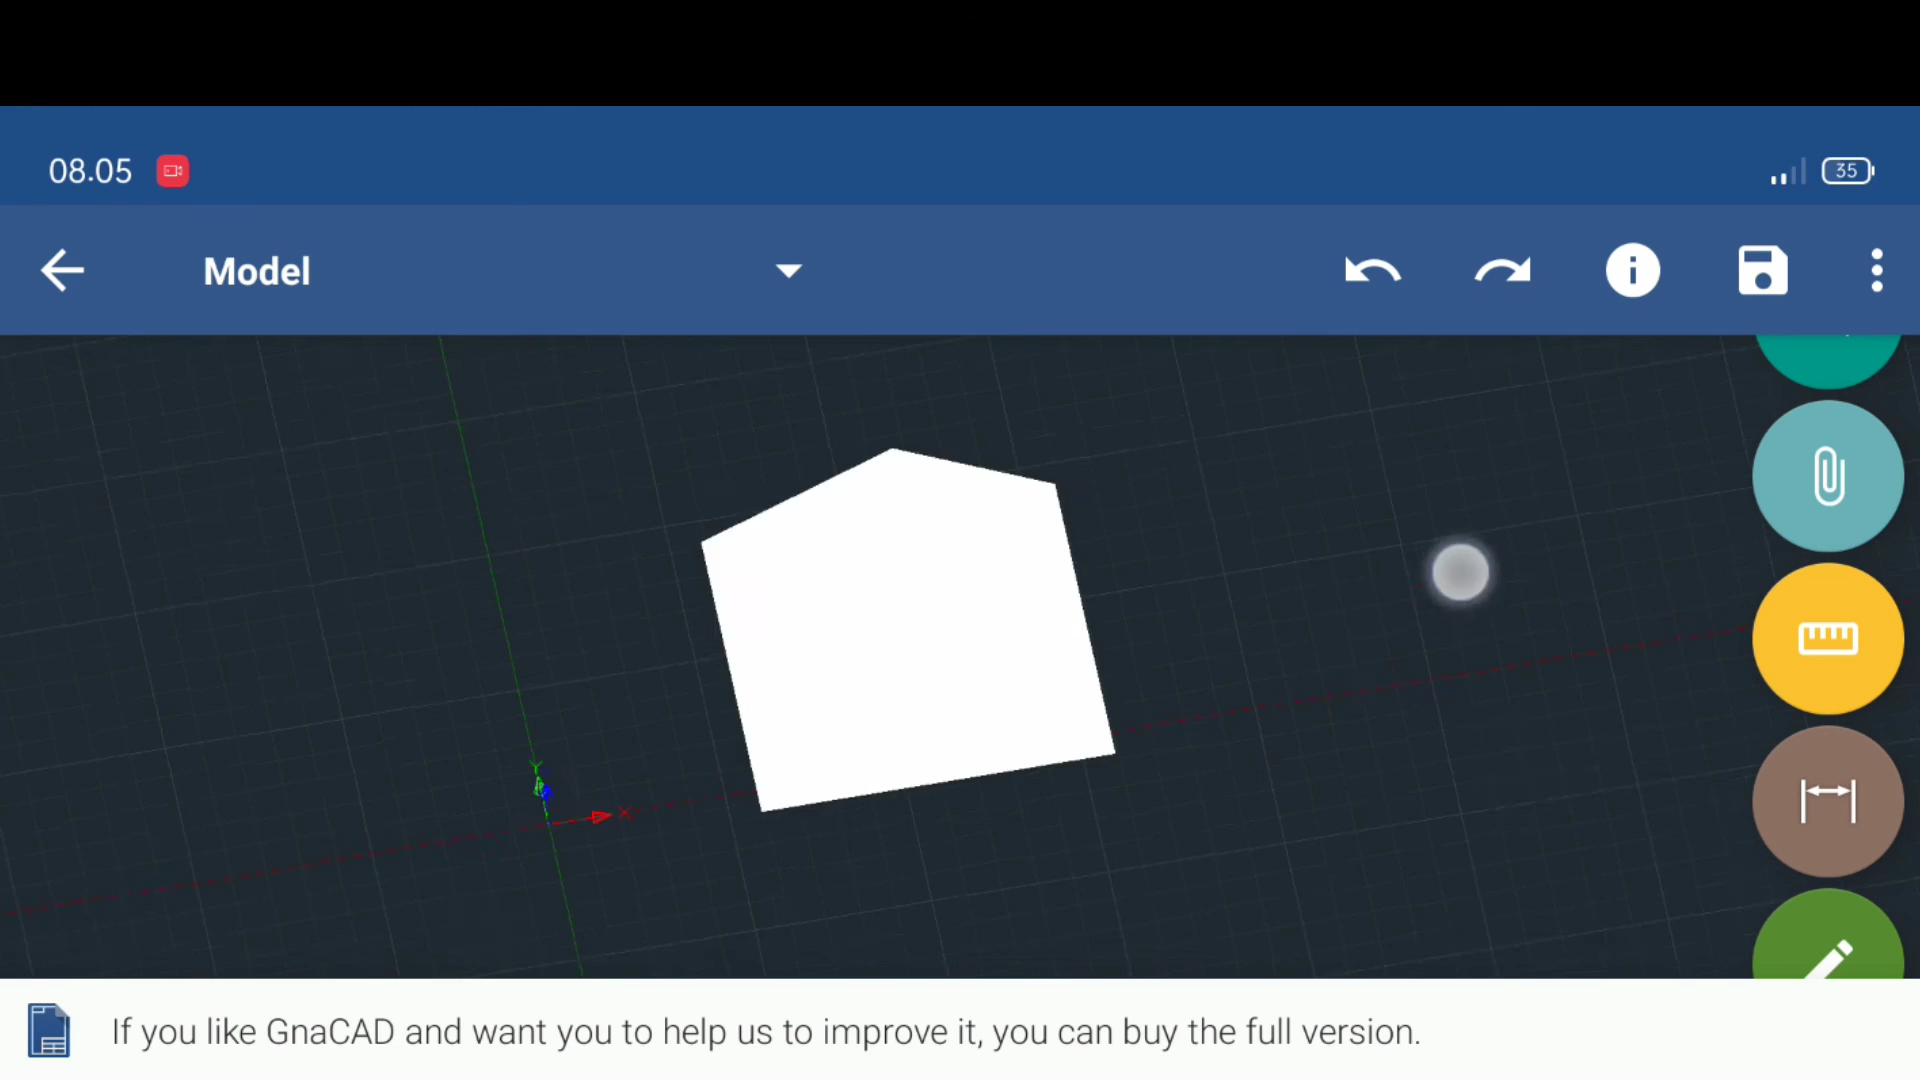 08.05
35
Model
Y
X
If you like GnaCAD and want you to help us to improve it, you can buy the full version.